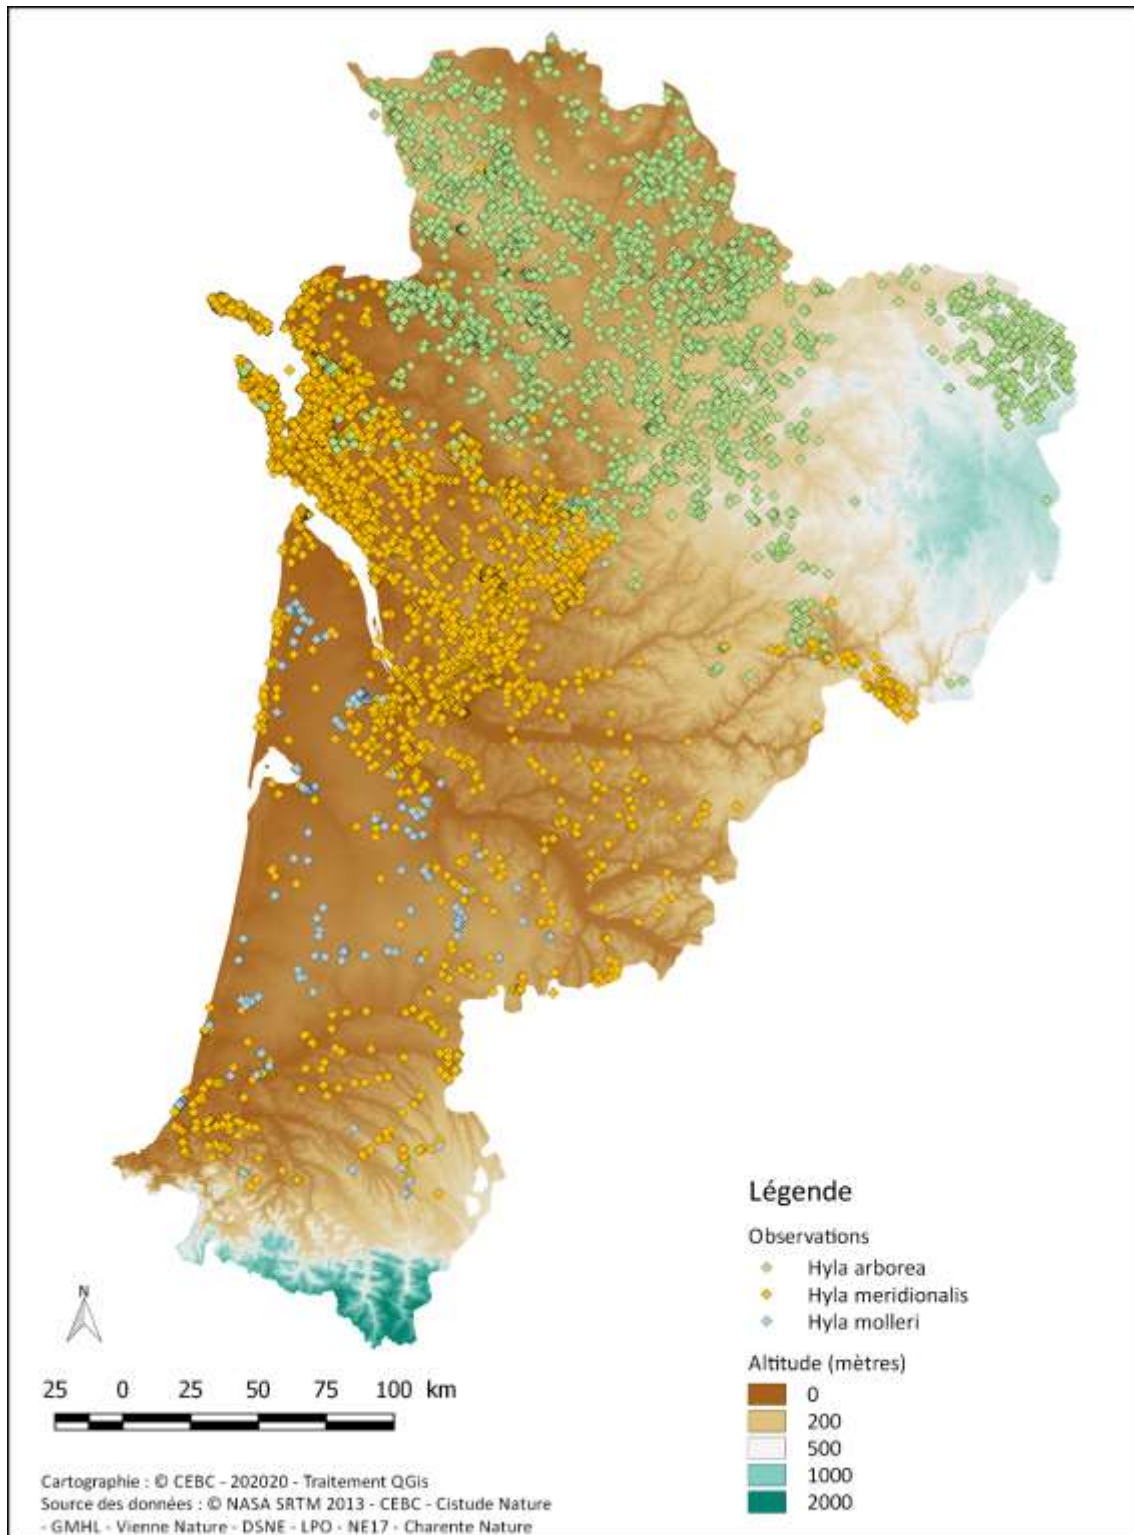 Légende
Observations
Hyla arborea
Hyla meridionalis
Hyla molleri
Altitude (mètres)
0
200
500
1000
2000
N
25 0 25 50 75 100 km
Cartographie : © CEBC - 202020 - Traitement QGis
Source des données : © NASA SRTM 2013 - CEBC - Cistude Nature
- GMHL - Vienne Nature - DSNE - LPO - NE17 - Charente Nature